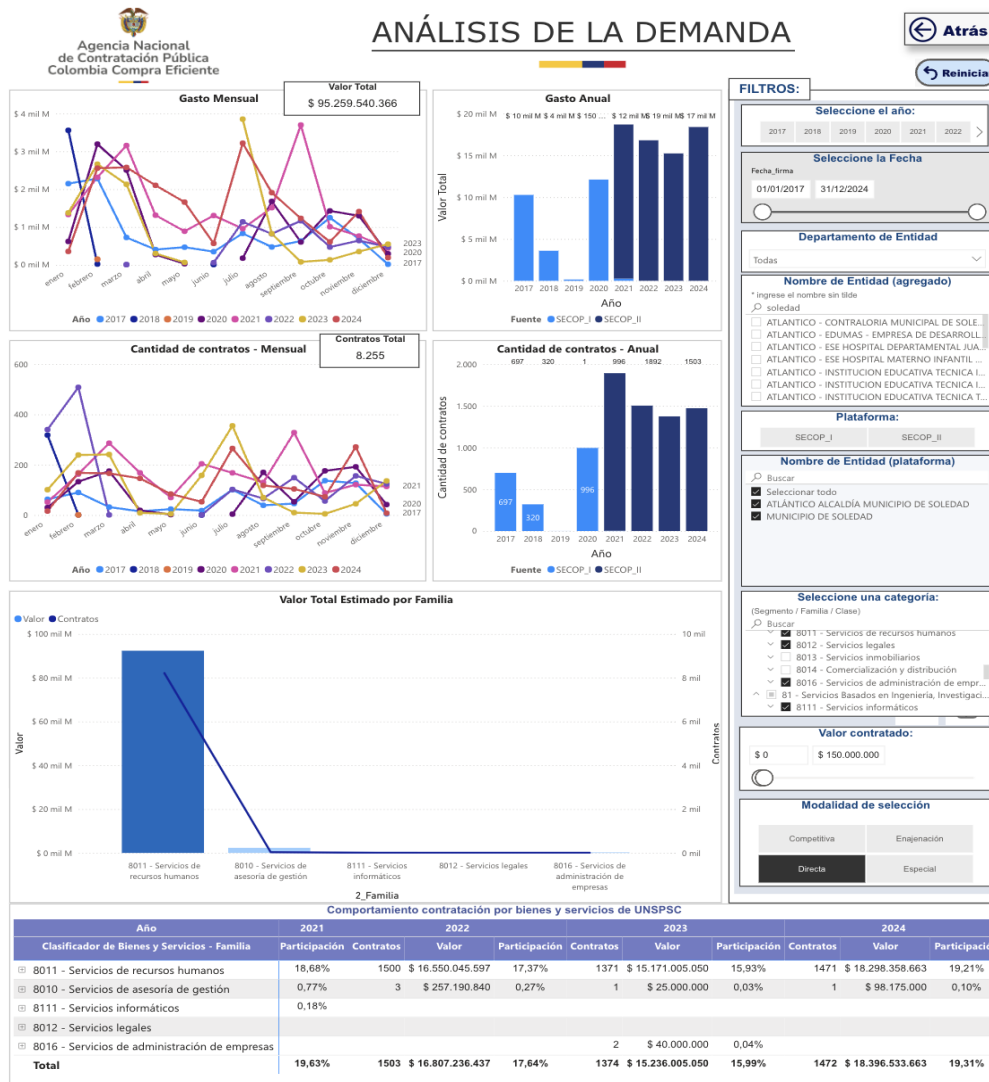 Agencia Nacional
de Contratación Pública
Colombia Compra Eficiente
ANÁLISIS DE LA DEMANDA
Atrás
Reinicia
Gasto Mensual
Valor Total
$ 95.259.540.366
$ 4 mil M
$ 3 mil M
$ 2 mil M
$ 1 mil M
$ 0 mil M
enero
febrero
marzo
abril
mayo
junio
julio
agosto
septiembre
octubre
noviembre
diciembre
2023
2020
2017
Año 2017 2018 2019 2020 2021 2022 2023 2024
Gasto Anual
$ 20 mil M
$ 15 mil M
$ 10 mil M
$ 5 mil M
$ 0 mil M
Valor Total
$ 10 mil M $ 4 mil M $ 150 ... $ 12 mil M $ 19 mil M $ 17 mil M
2017 2018 2019 2020 2021 2022 2023 2024
Año
Fuente SECOP_I SECOP_II
Cantidad de contratos - Mensual
Contratos Total
8.255
600
400
200
0
enero
febrero
marzo
abril
mayo
junio
julio
agosto
septiembre
octubre
noviembre
diciembre
2021
2020
2017
Año 2017 2018 2019 2020 2021 2022 2023 2024
Cantidad de contratos - Anual
2.000
1.500
1.000
500
0
Cantidad de contratos
697 320 1 996 1892 1503
697
320
996
2017 2018 2019 2020 2021 2022 2023 2024
Año
Fuente SECOP_I SECOP_II
Valor Total Estimado por Familia
Valor Contratos
$ 100 mil M
$ 80 mil M
$ 60 mil M
$ 40 mil M
$ 20 mil M
$ 0 mil M
Valor
10 mil
8 mil
6 mil
4 mil
2 mil
0 mil
Contratos
8011 - Servicios de
recursos humanos
8010 - Servicios de
asesoría de gestión
8111 - Servicios
informáticos
8012 - Servicios legales
8016 - Servicios de
administración de
empresas
2_Familia
FILTROS:
Seleccione el año:
2017 2018 2019 2020 2021 2022
Seleccione la Fecha
Fecha_firma
01/01/2017 31/12/2024
Departamento de Entidad
Todas
Nombre de Entidad (agregado)
* ingrese el nombre sin tilde
soledad
ATLANTICO - CONTRALORIA MUNICIPAL DE SOLE...
ATLANTICO - EDUMAS - EMPRESA DE DESARROLL...
ATLANTICO - ESE HOSPITAL DEPARTAMENTAL JUA...
ATLANTICO - ESE HOSPITAL MATERNO INFANTIL ...
ATLANTICO - INSTITUCION EDUCATIVA TECNICA I...
ATLANTICO - INSTITUCION EDUCATIVA TECNICA I...
ATLANTICO - INSTITUCION EDUCATIVA TECNICA T...
Plataforma:
SECOP_I SECOP_II
Nombre de Entidad (plataforma)
Buscar
Seleccionar todo
ATLÁNTICO ALCALDÍA MUNICIPIO DE SOLEDAD
MUNICIPIO DE SOLEDAD
Seleccione una categoría:
(Segmento / Familia / Clase)
Buscar
8011 - Servicios de recursos humanos
8012 - Servicios legales
8013 - Servicios inmobiliarios
8014 - Comercialización y distribución
8016 - Servicios de administración de empr...
81 - Servicios Basados en Ingenieria, Investigaci...
8111 - Servicios informáticos
Valor contratado:
$ 0 $ 150.000.000
Modalidad de selección
Competitiva Enajenación
Directa Especial
Comportamiento contratación por bienes y servicios de UNSPSC
Año 2021 2022 2023 2024
Clasificador de Bienes y Servicios - Familia Participación Contratos Valor Participación Contratos Valor Participación Contratos Valor Participació
8011 - Servicios de recursos humanos 18,68% 1500 $ 16.550.045.597 17,37% 1371 $ 15.171.005.050 15,93% 1471 $ 18.298.358.663 19,21%
8010 - Servicios de asesoría de gestión 0,77% 3 $ 257.190.840 0,27% 1 $ 25.000.000 0,03% 1 $ 98.175.000 0,10%
8111 - Servicios informáticos 0,18%
8012 - Servicios legales
8016 - Servicios de administración de empresas 2 $ 40.000.000 0,04%
Total 19,63% 1503 $ 16.807.236.437 17,64% 1374 $ 15.236.005.050 15,99% 1472 $ 18.396.533.663 19,31%